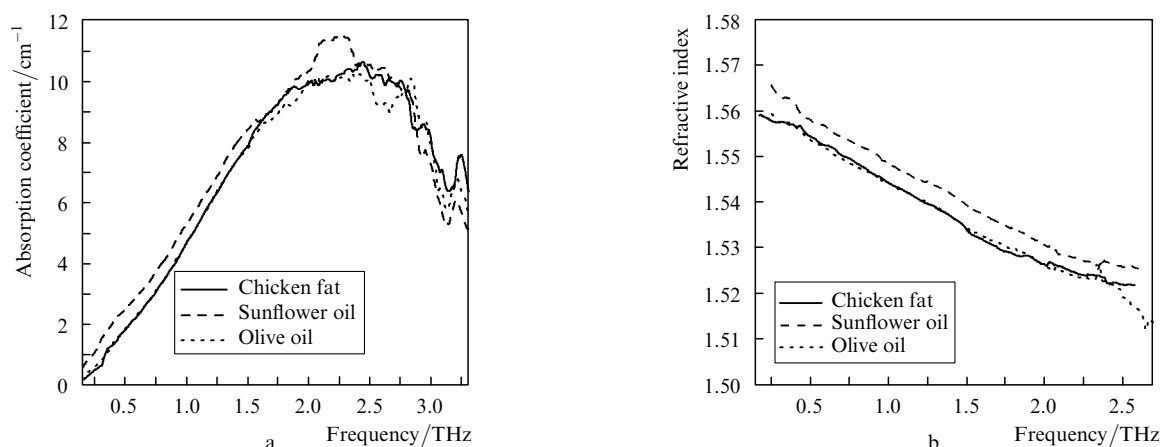 Absorption coefficient/cm⁻¹
12
10
8
6
4
2
0
Chicken fat
Sunflower oil
Olive oil
0.5 1.0 1.5 2.0 2.5 3.0
Frequency/THz
a
Refractive index
1.58
1.57
1.56
1.55
1.54
1.53
1.52
1.51
1.50
Chicken fat
Sunflower oil
Olive oil
0.5 1.0 1.5 2.0 2.5
Frequency/THz
b